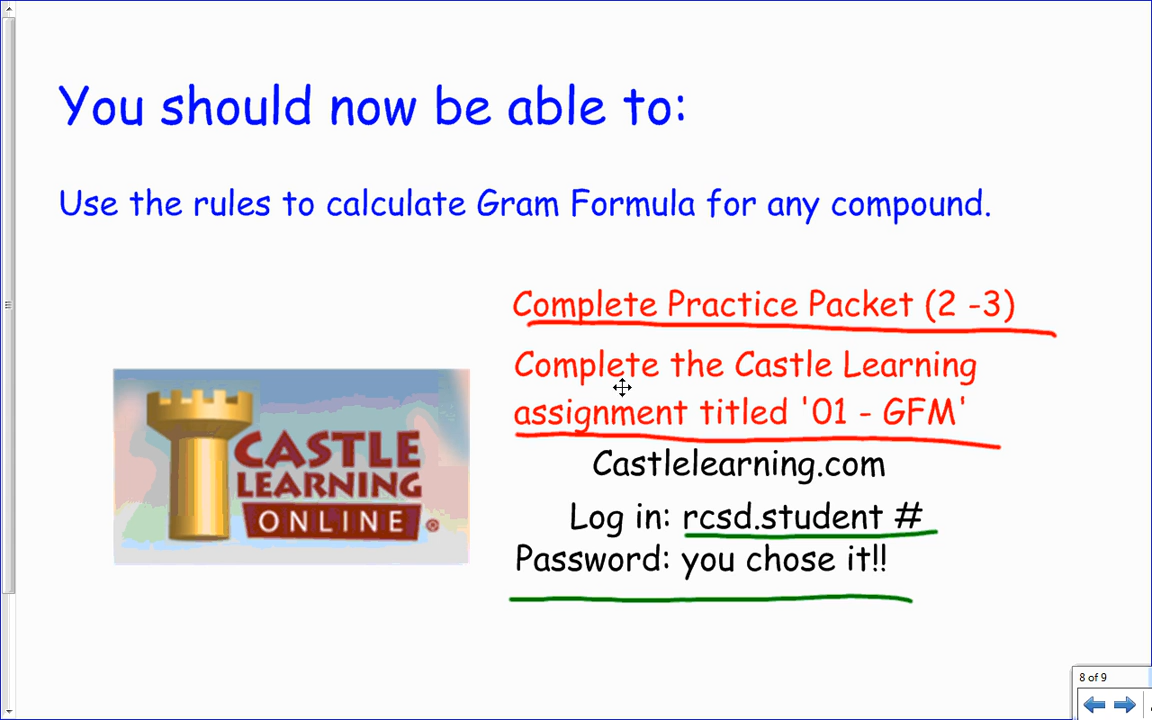 You should now be able to:
Use the rules to calculate Gram Formula for any compound.
Complete Practice Packet (2 -3)
Complete the Castle Learning
assignment titled '01 - GFM'
Castlelearning.com
Log in: rcsd.student #
Password: you chose it!!
CASTLE
LEARNING
ONLINE ®
8 of 9